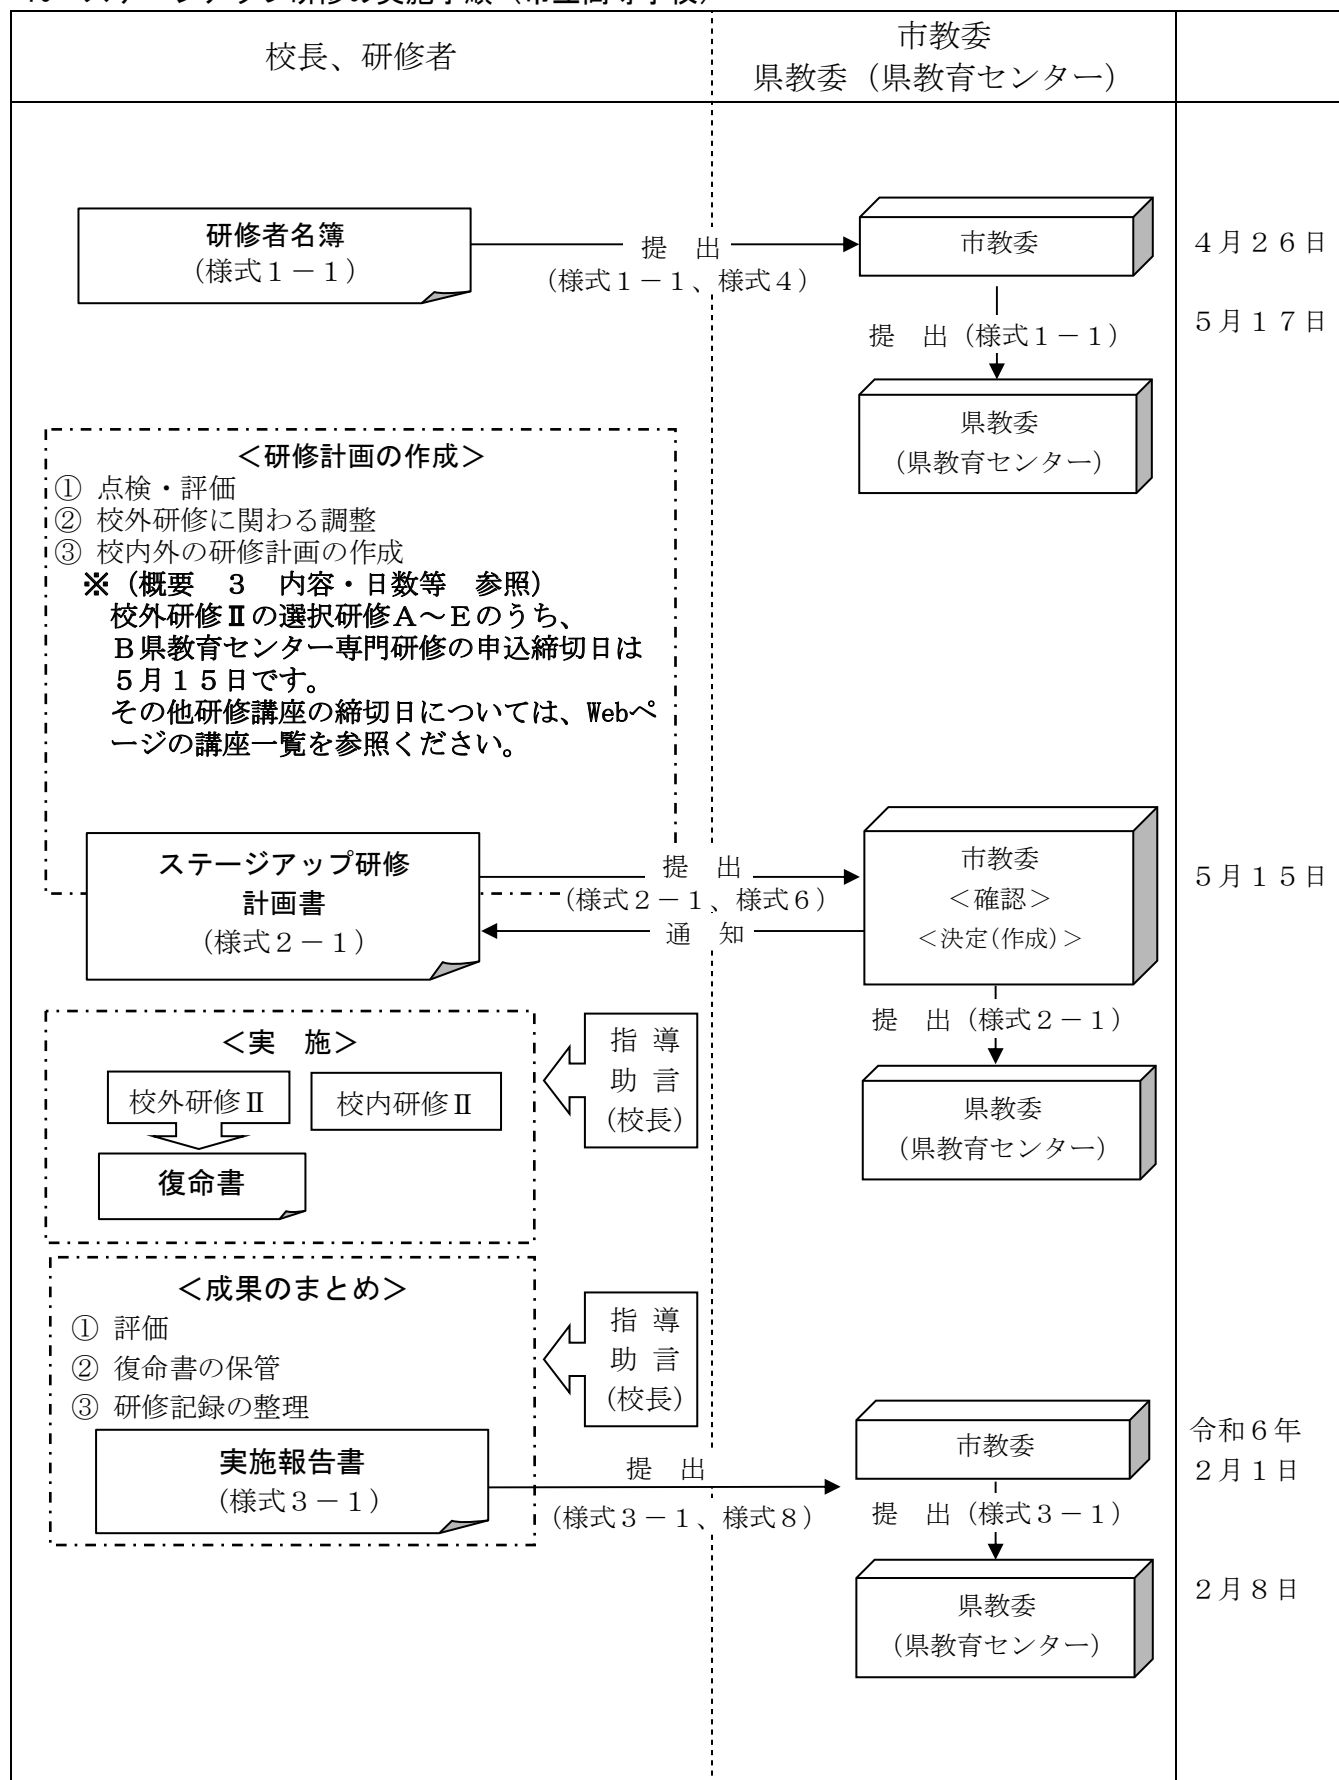 校長、研修者
市教委
県教委（県教育センター）
研修者名簿
（様式１－１）
提　出
（様式１－１、様式４）
市教委
４月２６日
提　出（様式１－１）
５月１７日
県教委
（県教育センター）
＜研修計画の作成＞
① 点検・評価
② 校外研修に関わる調整
③ 校内外の研修計画の作成
※（概要　３　内容・日数等　参照）
校外研修Ⅱの選択研修Ａ～Ｅのうち、
Ｂ県教育センター専門研修の申込締切日は
５月１５日です。
その他研修講座の締切日については、Webペ
ージの講座一覧を参照ください。
ステージアップ研修
計画書
（様式２－１）
提　出
（様式２－１、様式６）
通　知
市教委
＜確認＞
＜決定(作成)＞
５月１５日
提　出（様式２－１）
県教委
（県教育センター）
＜実　施＞
校外研修Ⅱ
校内研修Ⅱ
復命書
指 導
助 言
(校長)
＜成果のまとめ＞
① 評価
② 復命書の保管
③ 研修記録の整理
指 導
助 言
(校長)
実施報告書
（様式３－１）
提　出
（様式３－１、様式８）
市教委
令和６年
２月１日
提　出（様式３－１）
県教委
（県教育センター）
２月８日